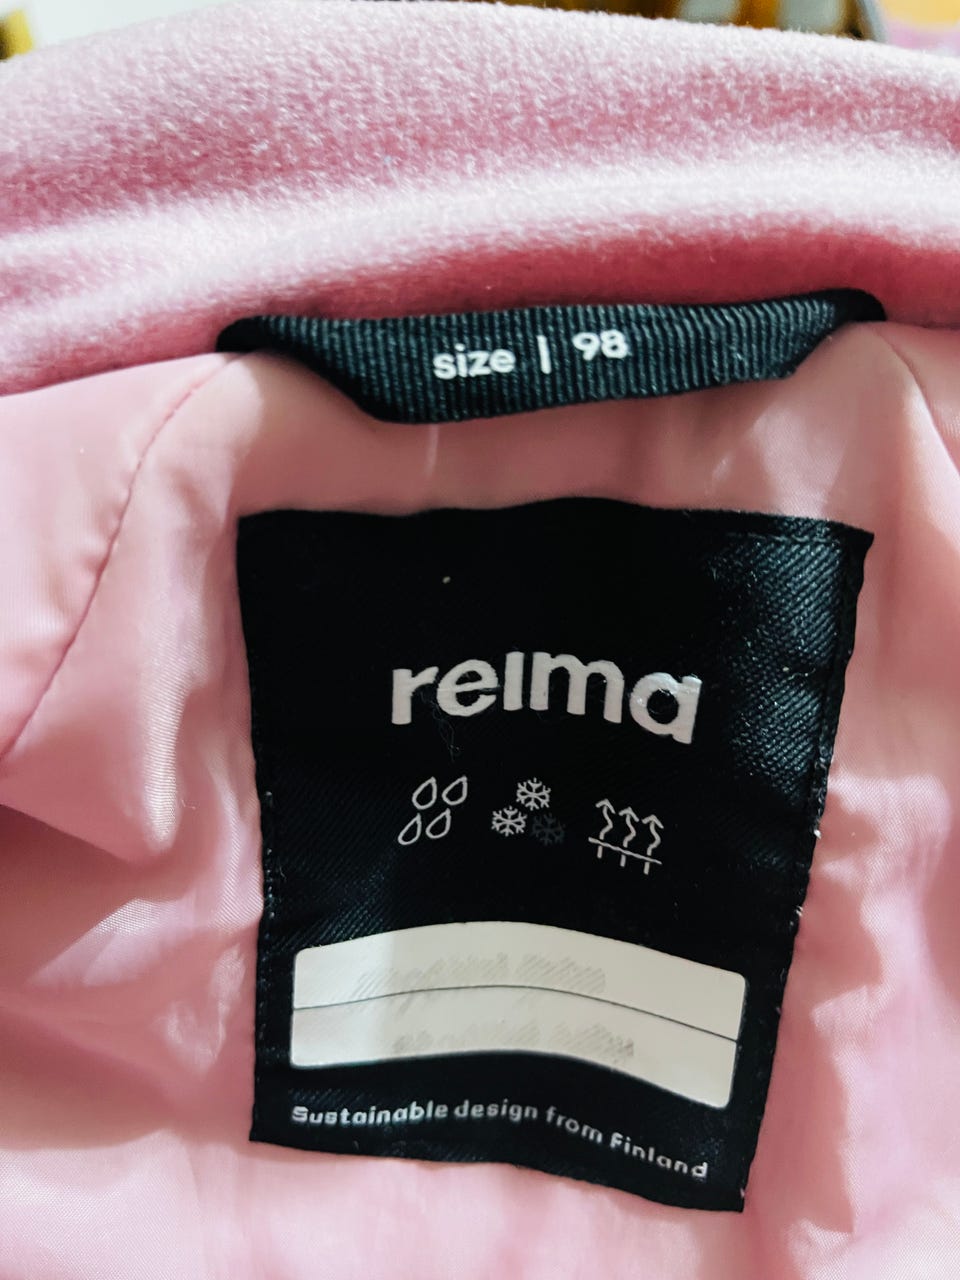 size | 98
reima
Sustainable design from Finland